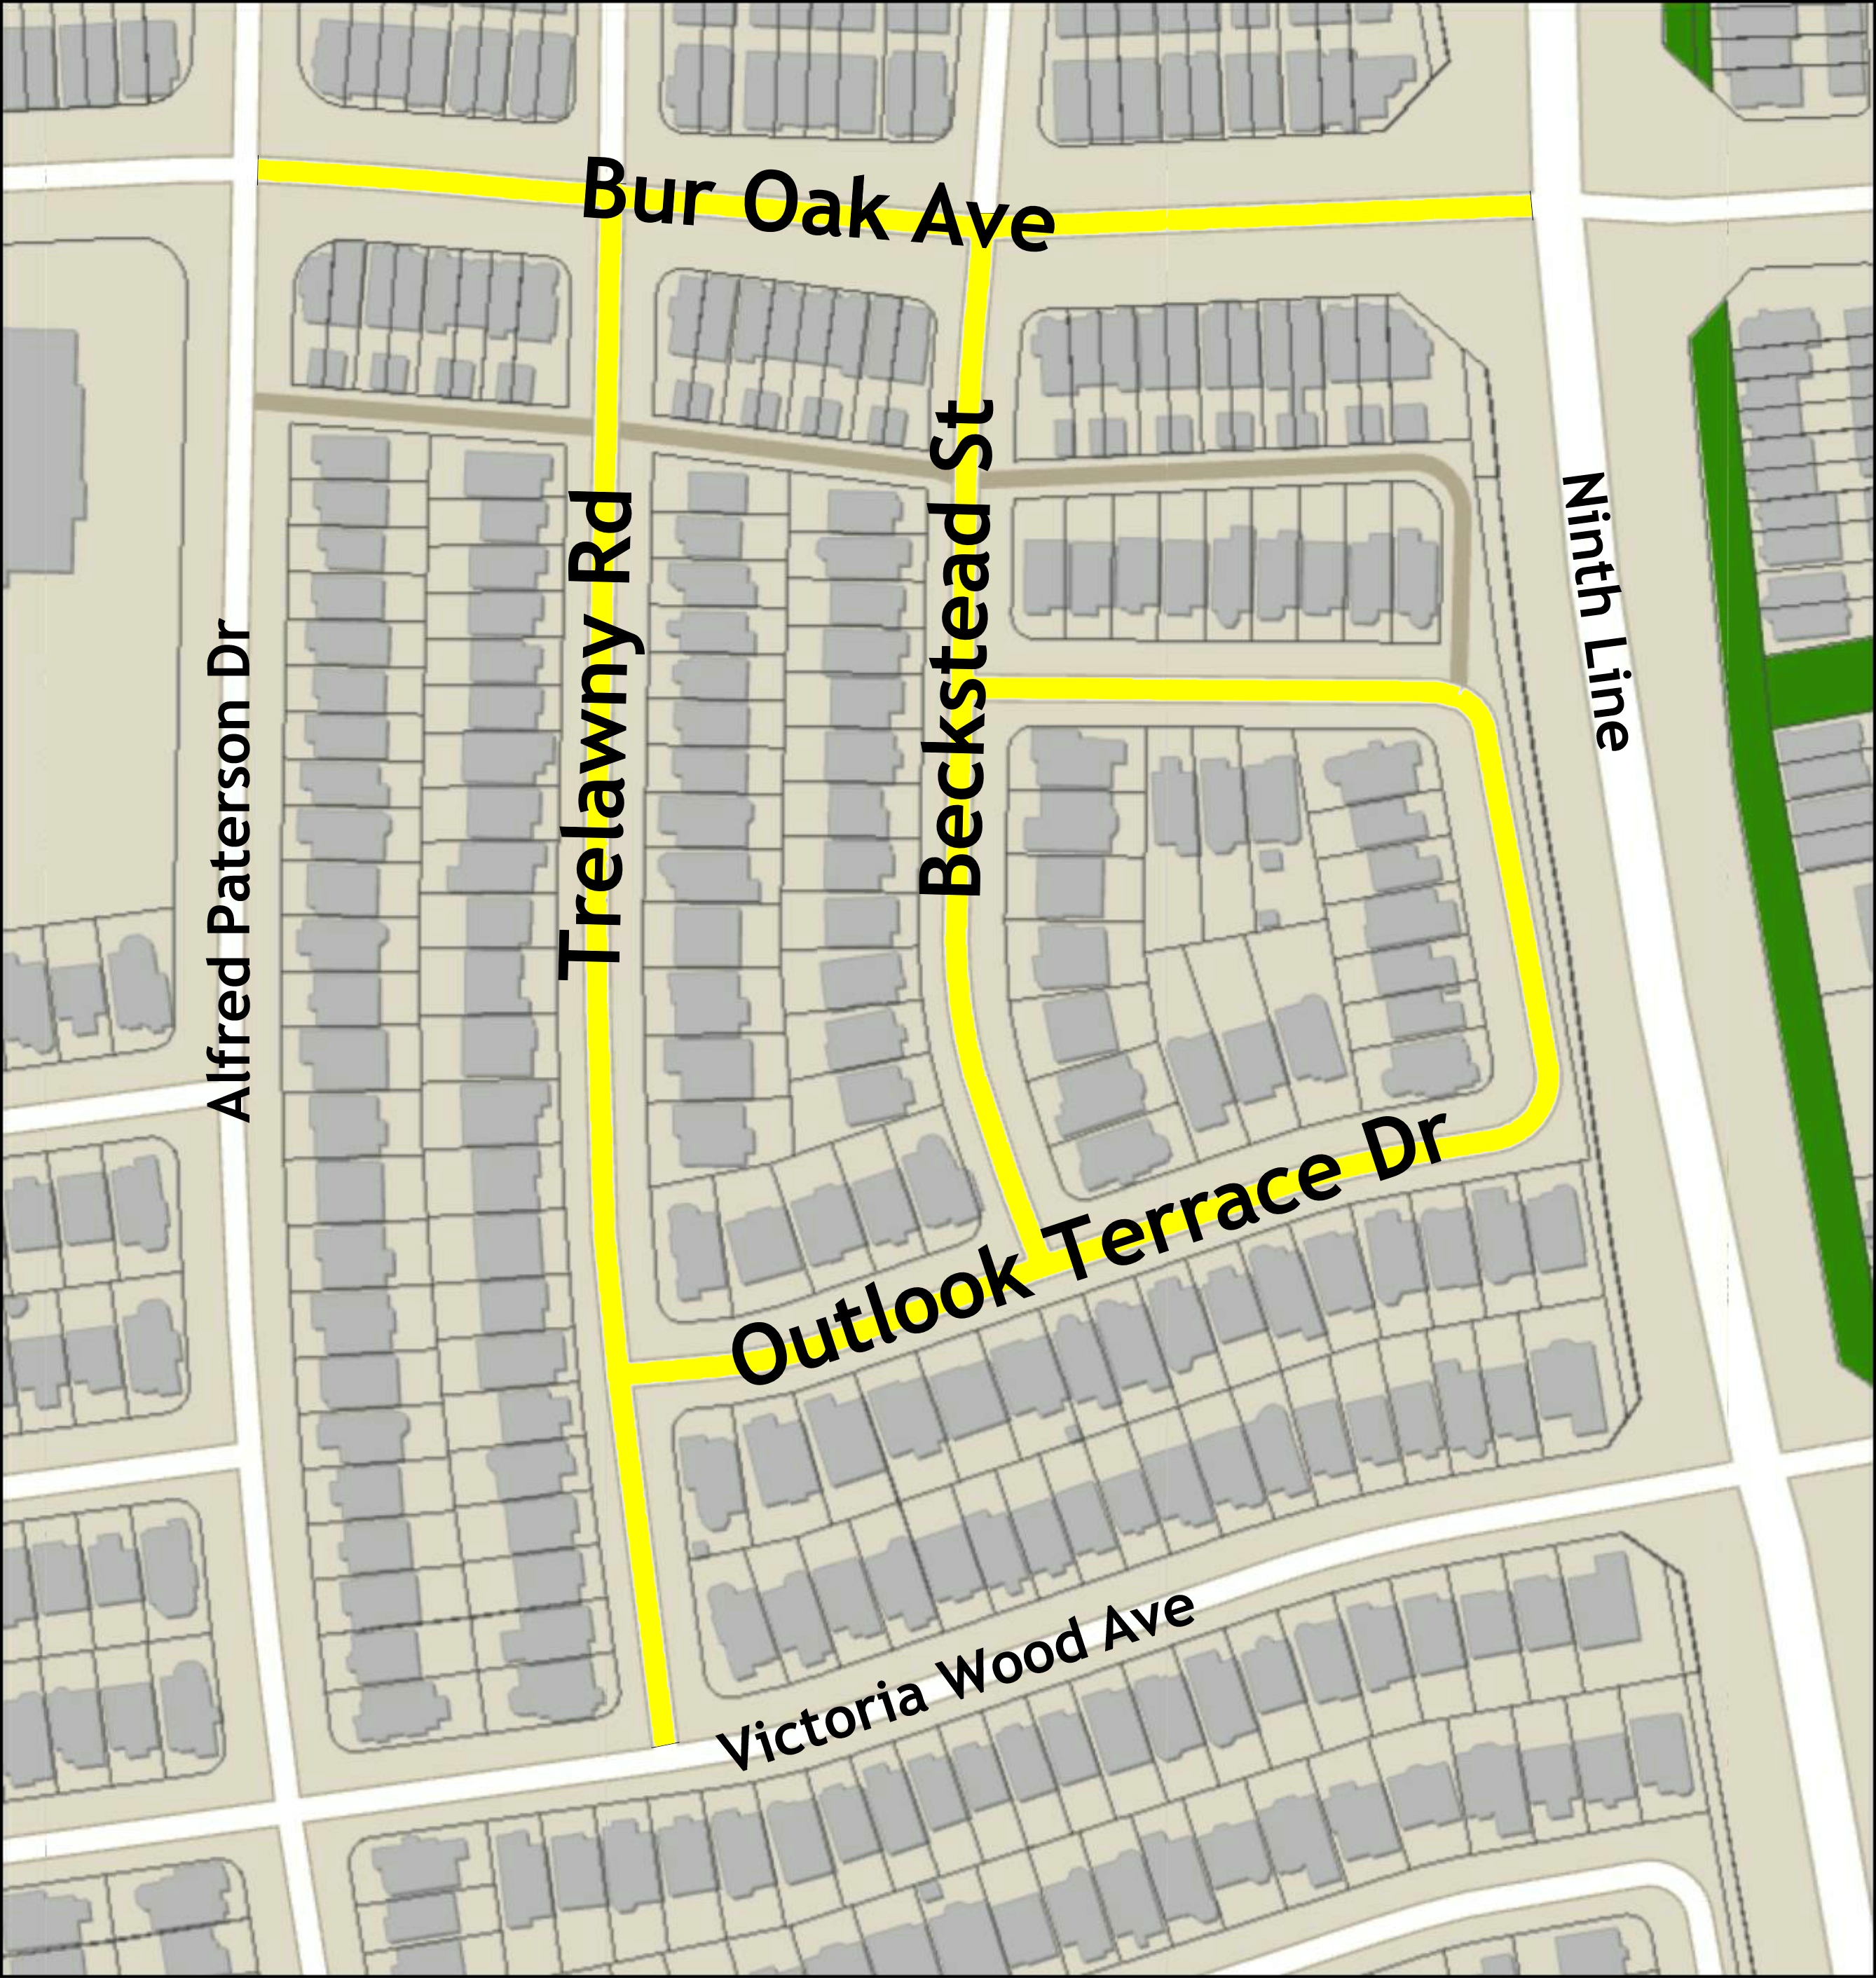 Bur Oak Ave
Beckstead St
Trelawny Rd
Ninth Line
Alfred Paterson Dr
Outlook Terrace Dr
Victoria Wood Ave